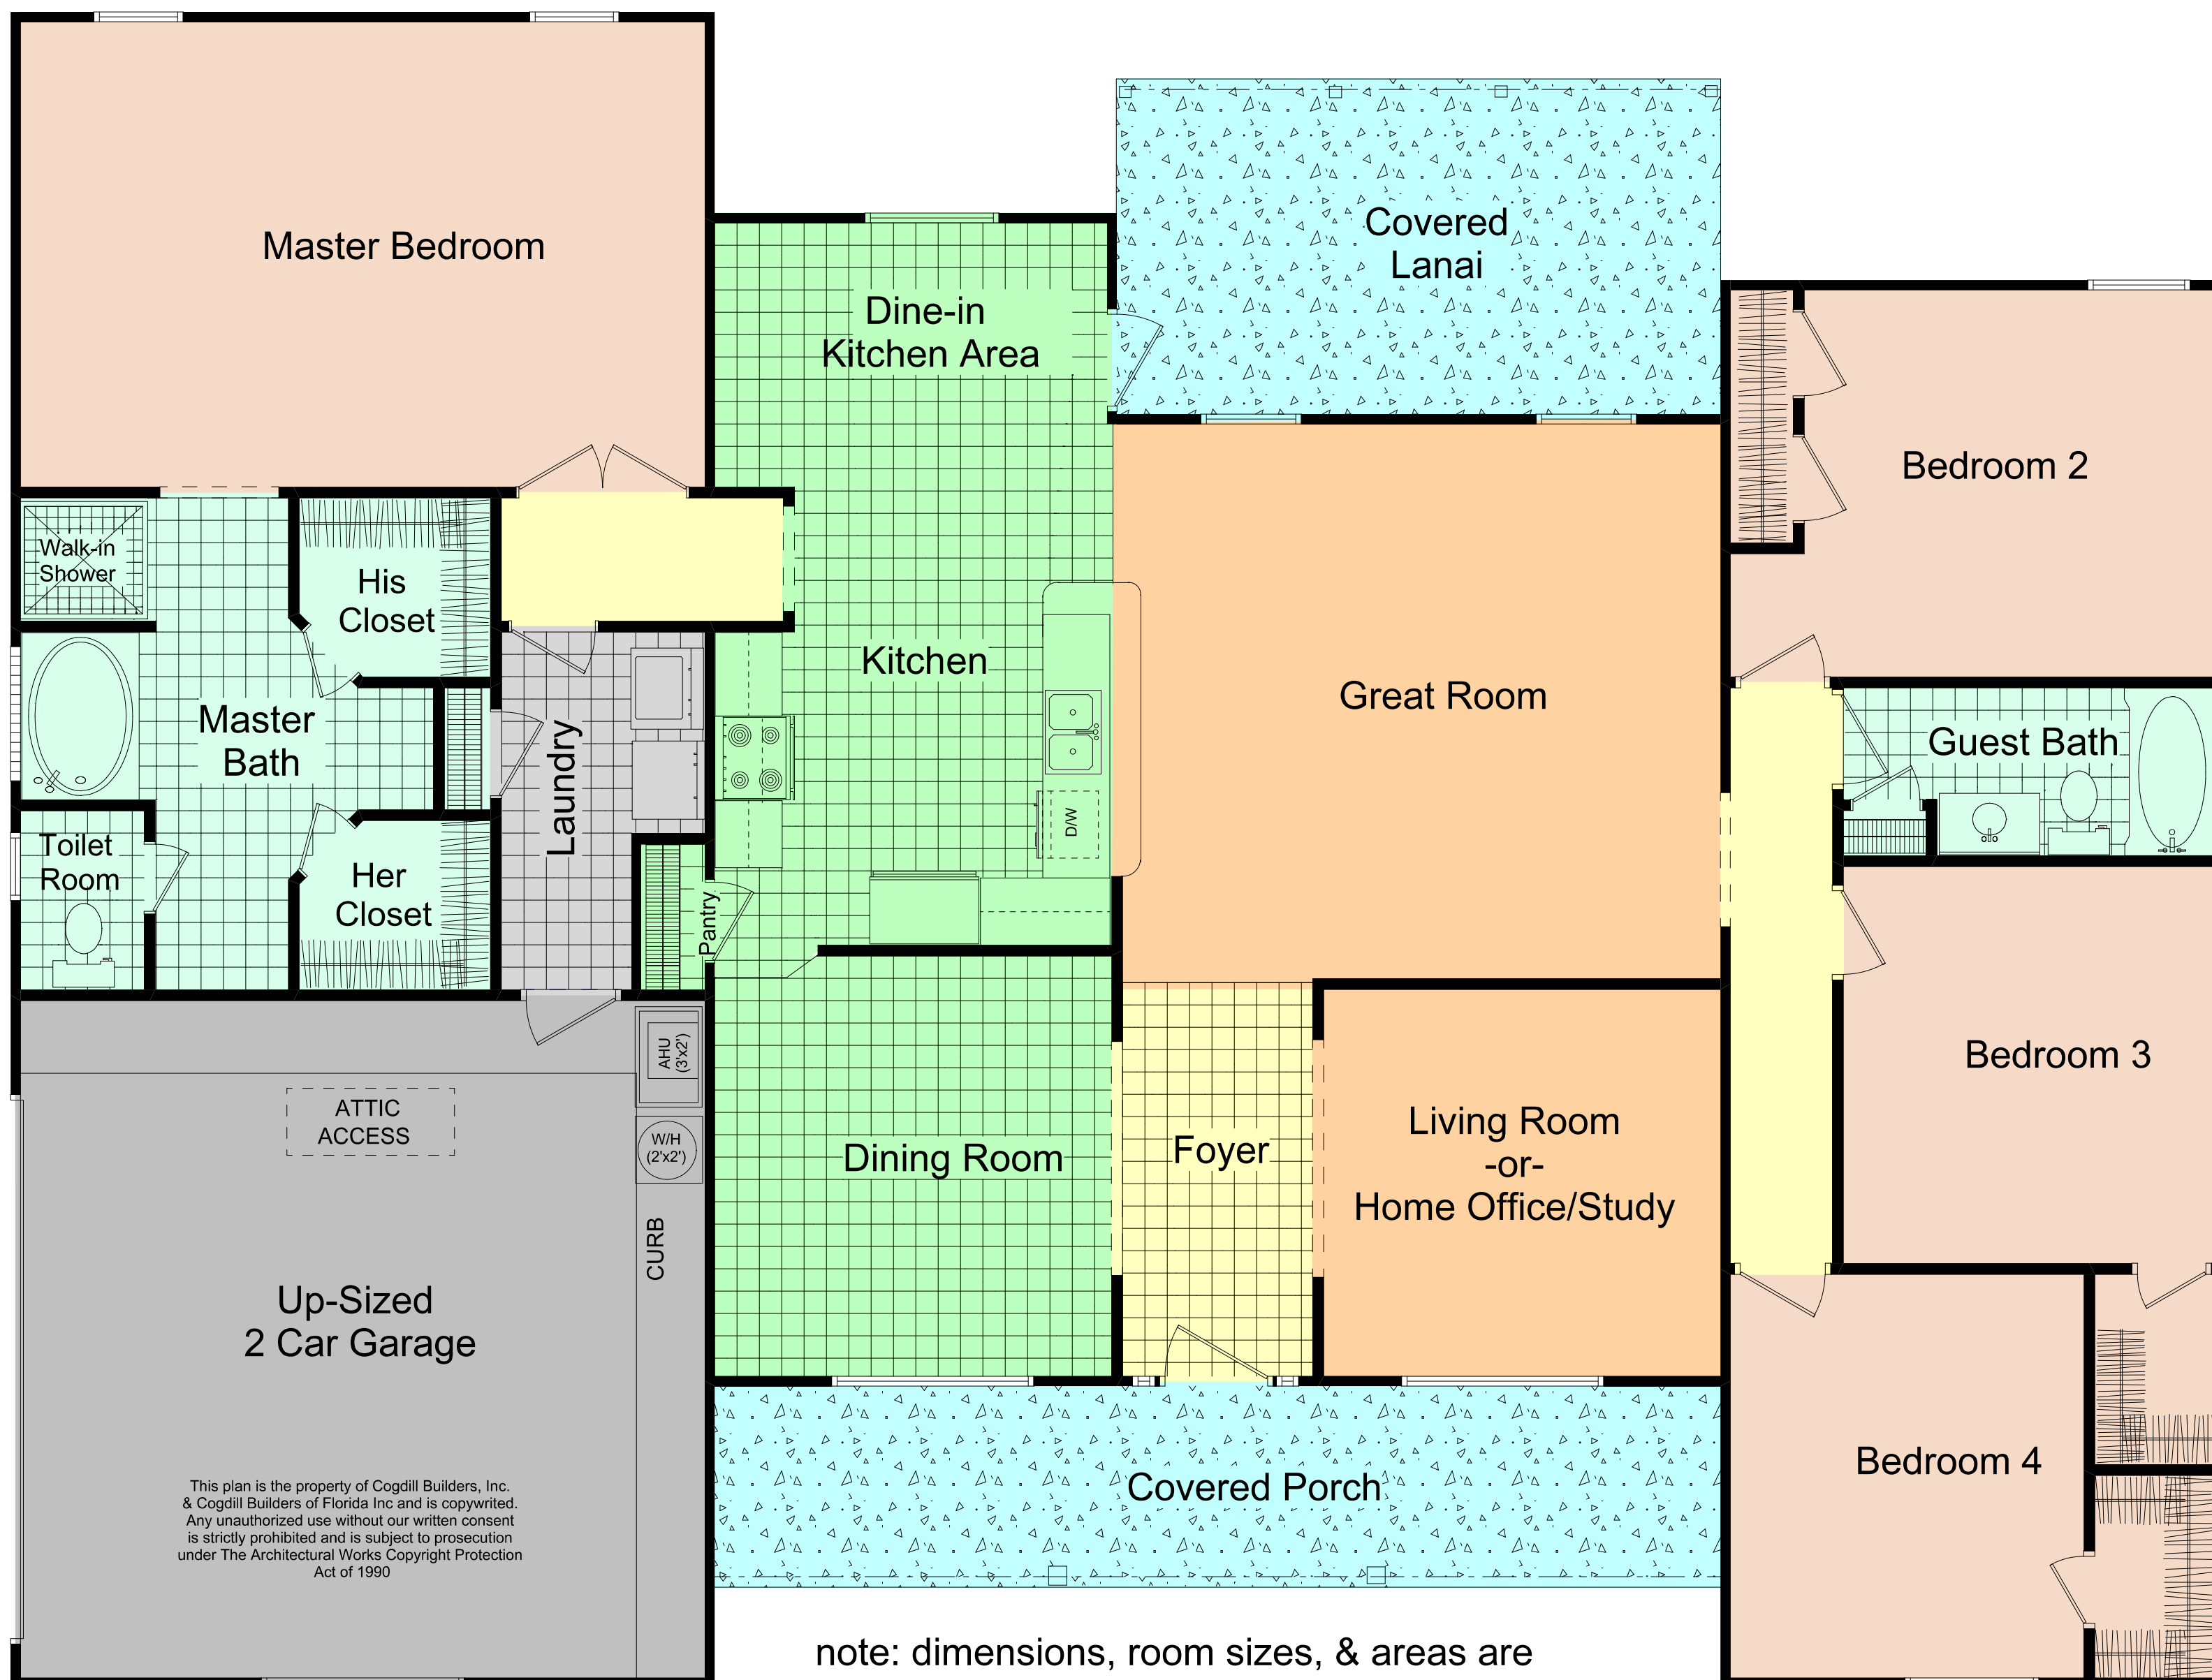 Master Bedroom
Covered
Lanai
Dine-in
Kitchen Area
Bedroom 2
Walk-in
Shower
His
Closet
Kitchen
Great Room
Master
Bath
Laundry
Guest Bath
D/W
Toilet
Room
Her
Closet
Pantry
AHU
(3'x2')
Bedroom 3
ATTIC
ACCESS
W/H
(2'x2')
Dining Room
Foyer
Living Room
-or-
Home Office/Study
CURB
Up-Sized
2 Car Garage
Bedroom 4
Covered Porch
This plan is the property of Cogdill Builders, Inc.
& Cogdill Builders of Florida Inc and is copywrited.
Any unauthorized use without our written consent
is strictly prohibited and is subject to prosecution
under The Architectural Works Copyright Protection
Act of 1990
note: dimensions, room sizes, & areas are